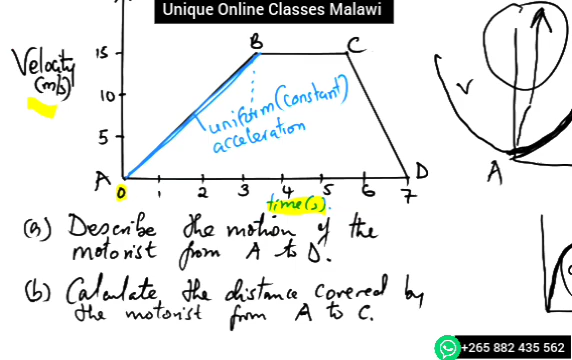 Unique Online Classes Malawi
B
C
15
Velocity
(m/s)
10
uniform (constant)
acceleration
5
V
A
D
A
0
1
2
3
4
5
6
7
time(s).
(a) Describe the motion of the
motorist from A to D.
(b) Calculate the distance covered by
the motorist from A to C.
+265 882 435 562